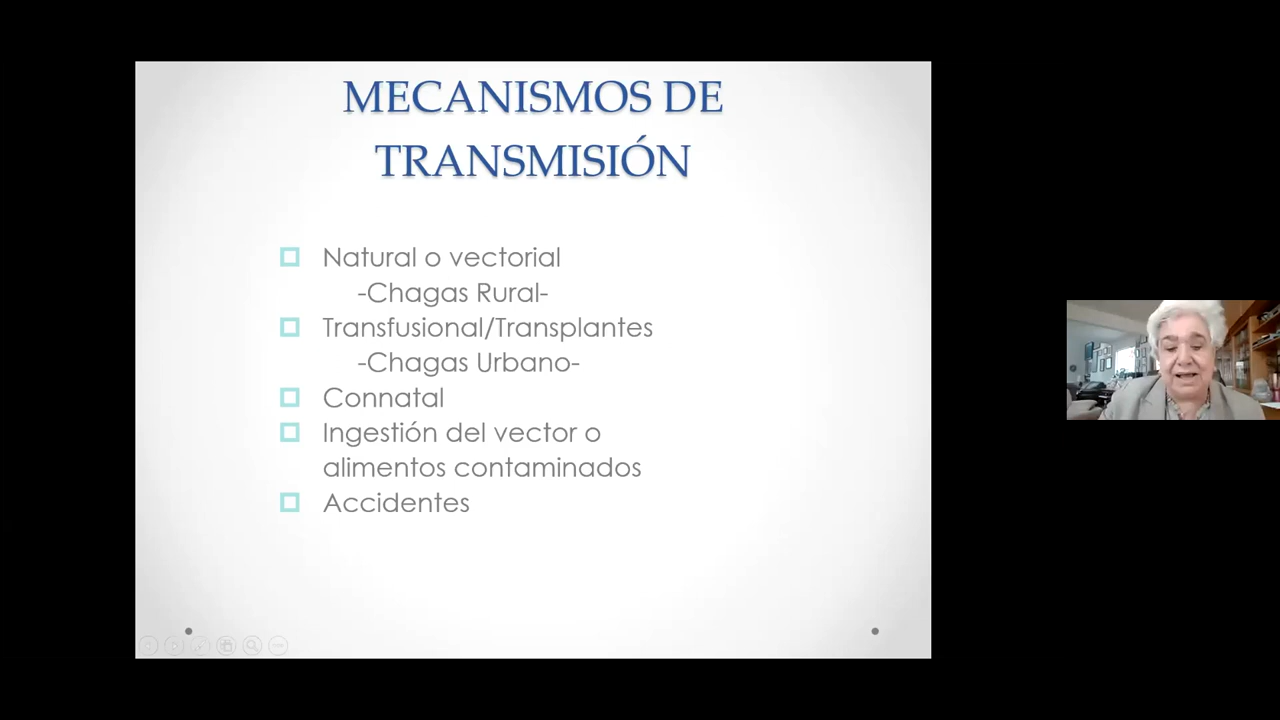 MECANISMOS DE
TRANSMISIÓN
Natural o vectorial
-Chagas Rural-
Transfusional/Transplantes
-Chagas Urbano-
Connatal
Ingestión del vector o
alimentos contaminados
Accidentes